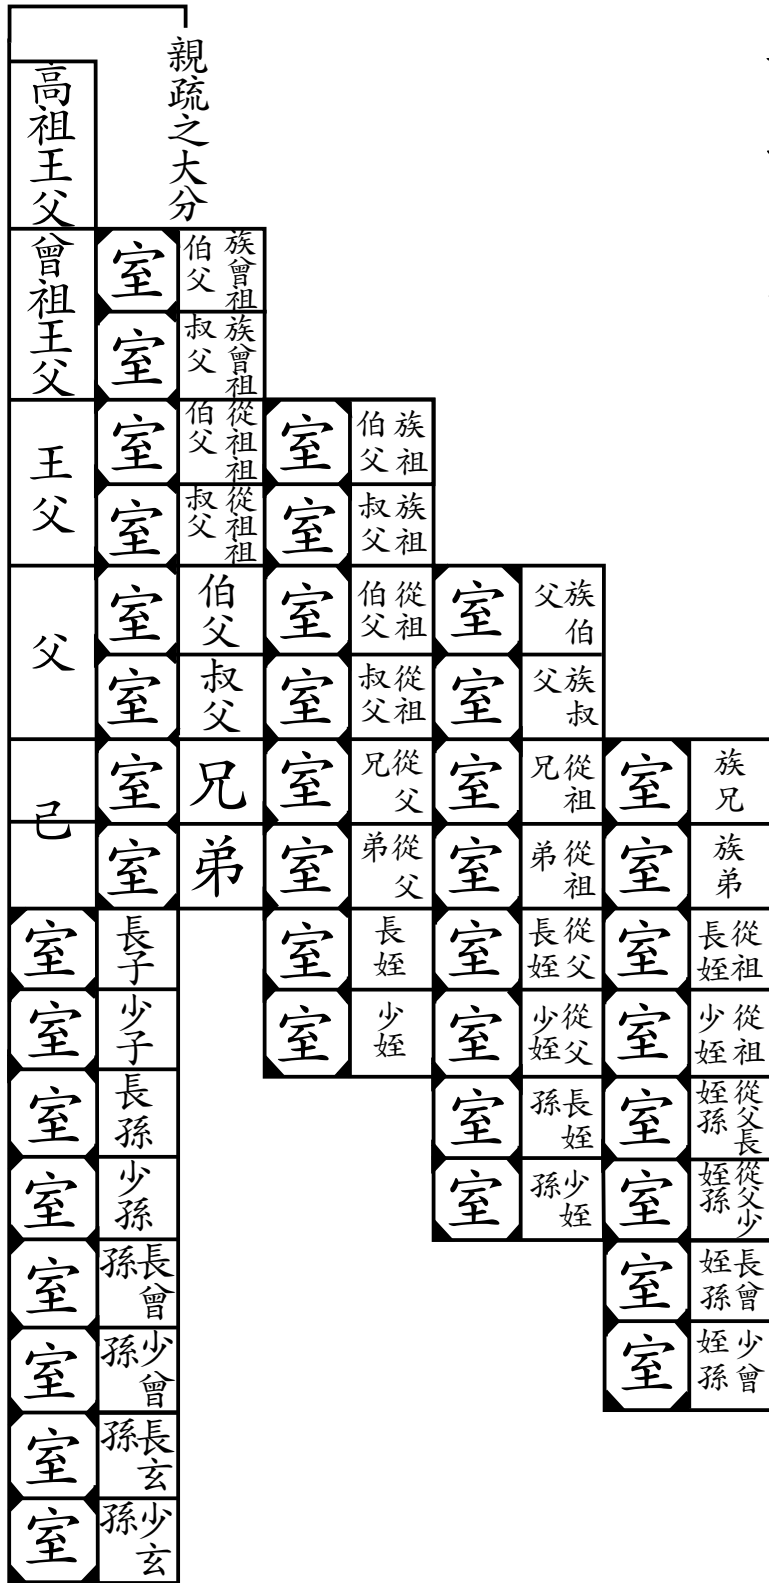 親疏之大分
高祖王父
曾祖王父
室 族曾祖伯父
室 族曾祖叔父
王父
室 從祖祖伯父 室 族祖伯父
室 從祖祖叔父 室 族祖叔父
父
室 伯父 室 從祖伯父 室 族伯父
室 叔父 室 從祖叔父 室 族叔父
己
室 兄 室 從父兄 室 從祖兄 室 族兄
室 弟 室 從父弟 室 從祖弟 室 族弟
室 長子 室 長姪 室 從父長姪 室 從祖長姪
室 少子 室 少姪 室 從父少姪 室 從祖少姪
室 長孫 室 長姪孫 室 從父長姪孫
室 少孫 室 少姪孫 室 從父少姪孫
室 長曾孫 室 長曾姪孫
室 少曾孫 室 少曾姪孫
室 長玄孫
室 少玄孫